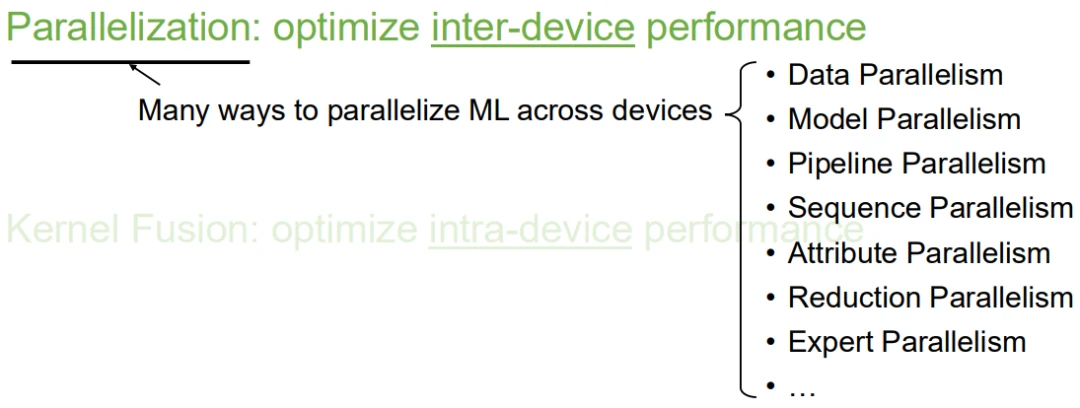 Parallelization: optimize inter-device performance
Many ways to parallelize ML across devices
• Data Parallelism
• Model Parallelism
• Pipeline Parallelism
• Sequence Parallelism
• Attribute Parallelism
• Reduction Parallelism
• Expert Parallelism
• …
Kernel Fusion: optimize intra-device performance